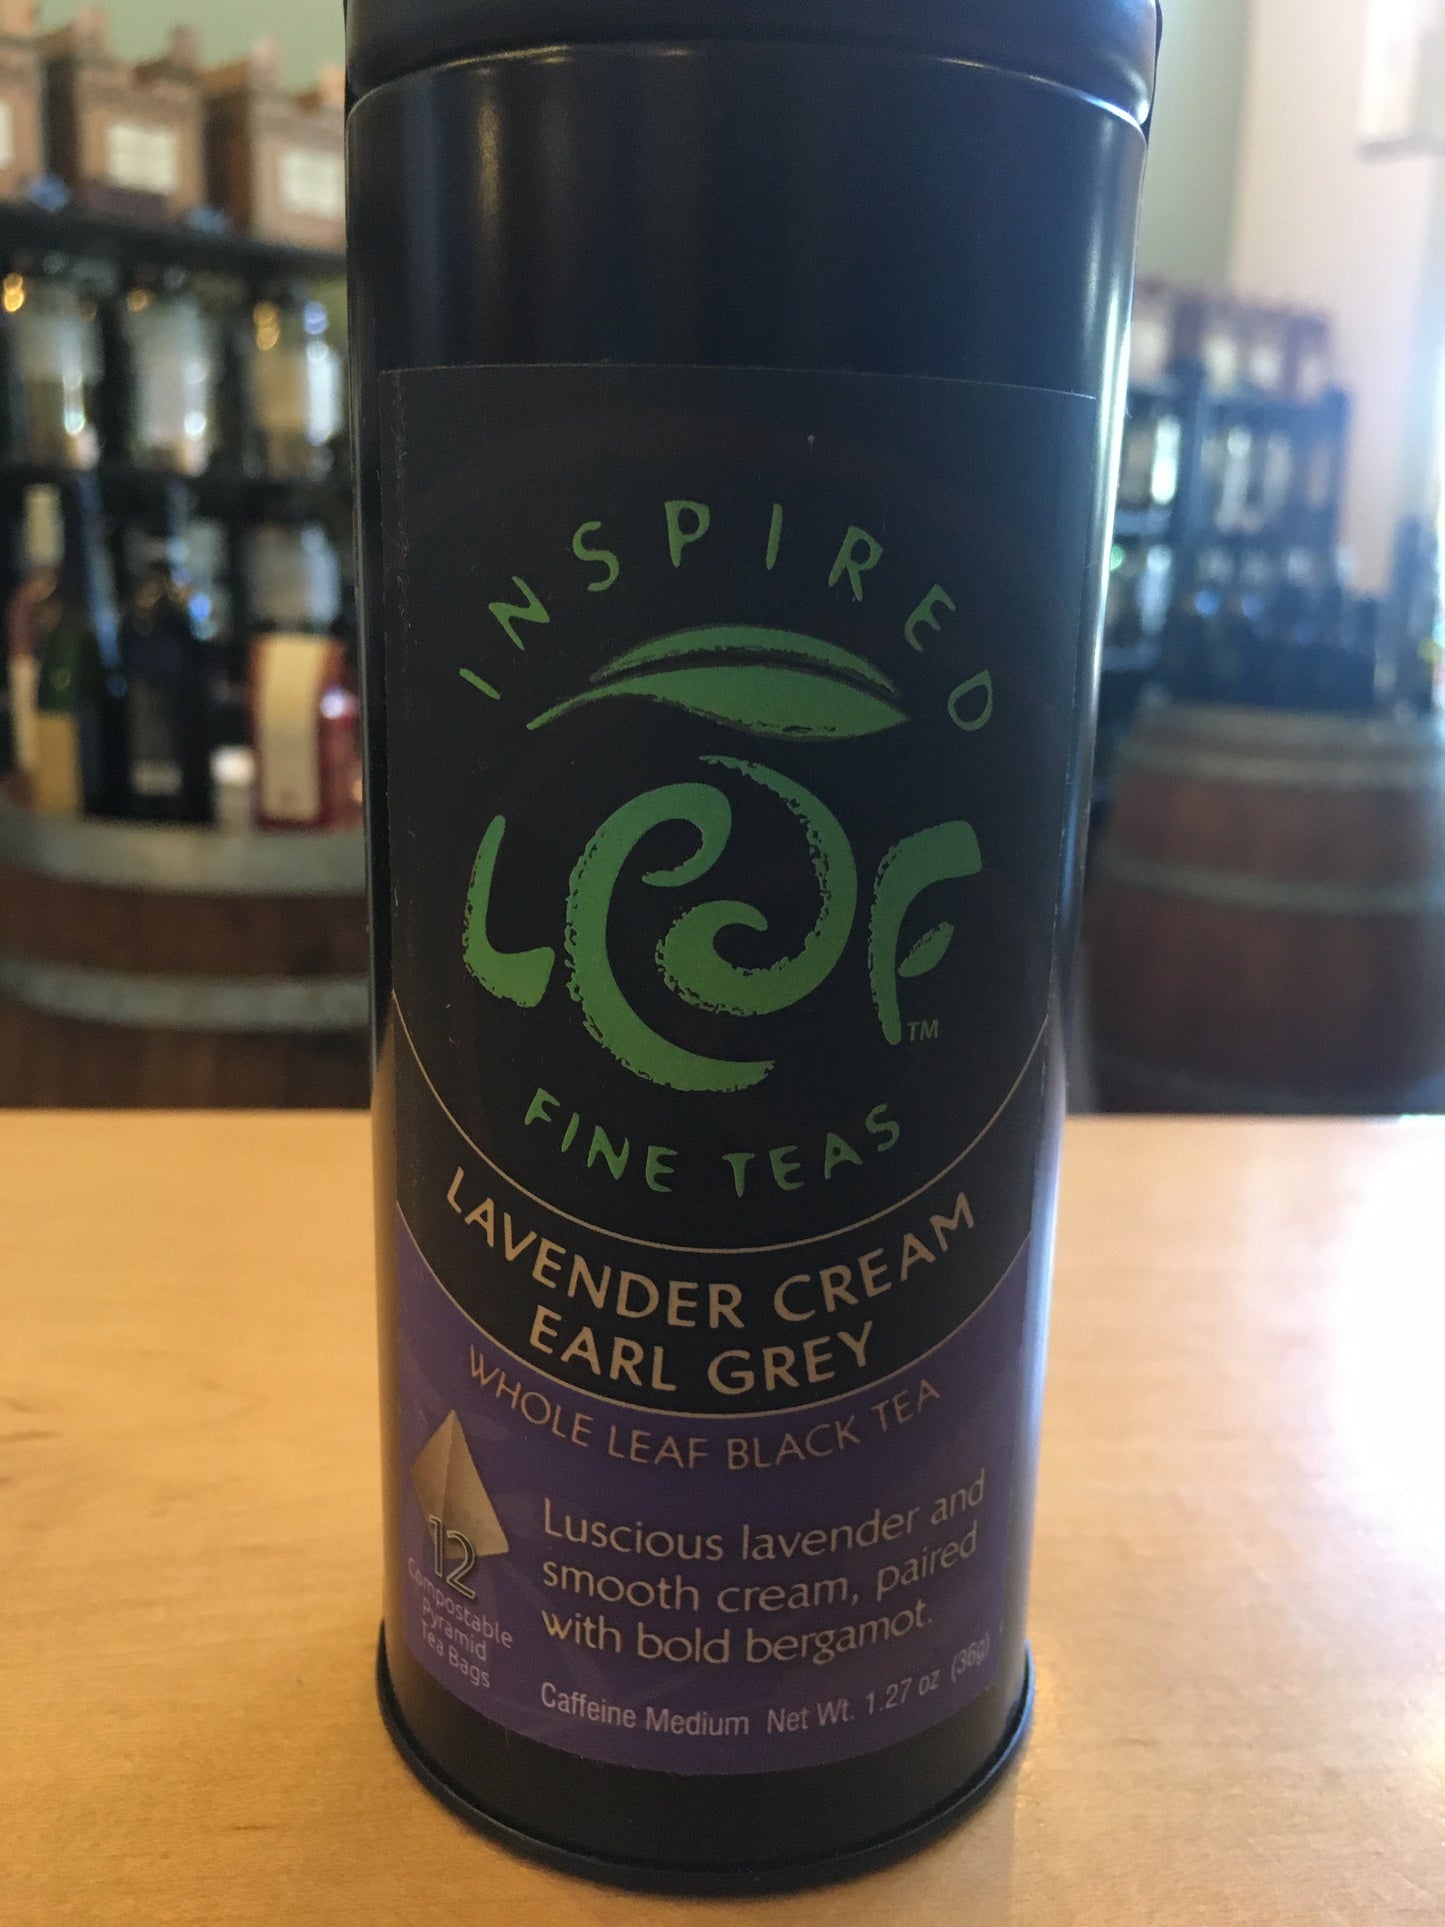 INSPIRED
LEAF
TM
FINE TEAS
LAVENDER CREAM
EARL GREY
WHOLE LEAF BLACK TEA
12
Compostable
Pyramid
Tea Bags
Luscious lavender and
smooth cream, paired
with bold bergamot.
Caffeine Medium Net Wt. 1.27 oz (36g)